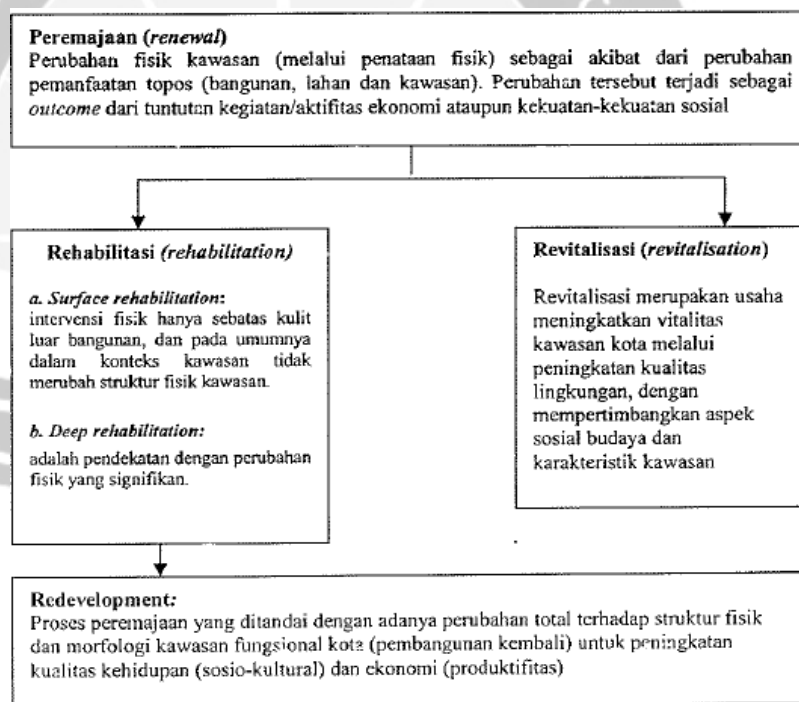 Peremajaan (renewal)
Perubahan fisik kawasan (melalui penataan fisik) sebagai akibat dari perubahan
pemanfaatan topos (bangunan, lahan dan kawasan). Perubahan tersebut terjadi sebagai
outcome dari tuntutan kegiatan/aktifitas ekonomi ataupun kekuatan-kekuatan sosial
Rehabilitasi (rehabilitation)
a. Surface rehabilitation:
intervensi fisik hanya sebatas kulit
luar bangunan, dan pada umumnya
dalam konteks kawasan tidak
merubah struktur fisik kawasan.
b. Deep rehabilitation:
adalah pendekatan dengan perubahan
fisik yang signifikan.
Revitalisasi (revitalisation)
Revitalisasi merupakan usaha
meningkatkan vitalitas
kawasan kota melalui
peningkatan kualitas
lingkungan, dengan
mempertimbangkan aspek
sosial budaya dan
karakteristik kawasan
Redevelopment:
Proses peremajaan yang ditandai dengan adanya perubahan total terhadap struktur fisik
dan morfologi kawasan fungsional kota (pembangunan kembali) untuk peningkatan
kualitas kehidupan (sosio-kultural) dan ekonomi (produktifitas)